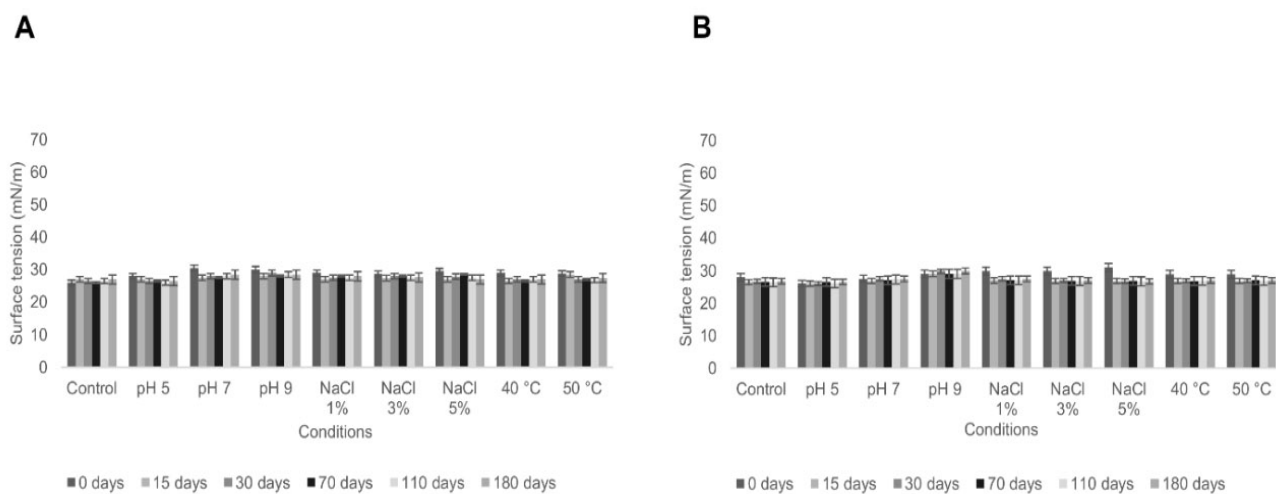 A
Surface tension (mN/m)
70
60
50
40
30
20
10
0
Control pH 5 pH 7 pH 9 NaCl NaCl NaCl 40 °C 50 °C
1% 3% 5%
Conditions
0 days 15 days 30 days 70 days 110 days 180 days
B
Surface tension (mN/m)
70
60
50
40
30
20
10
0
Control pH 5 pH 7 pH 9 NaCl NaCl NaCl 40 °C 50 °C
1% 3% 5%
Conditions
0 days 15 days 30 days 70 days 110 days 180 days